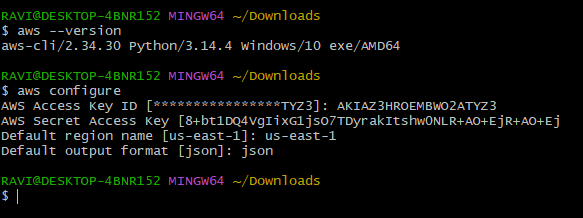 RAVI@DESKTOP-4BNR152 MINGW64 ~/Downloads
$ aws --version
aws-cli/2.34.30 Python/3.14.4 Windows/10 exe/AMD64
RAVI@DESKTOP-4BNR152 MINGW64 ~/Downloads
$ aws configure
AWS Access Key ID [****************TYZ3]: AKIAZ3HROEMBWO2ATYZ3
AWS Secret Access Key [8+bt1DQ4VgIixG1jsO7TDyrakItshwONLR+AO+EjR+AO+Ej
Default region name [us-east-1]: us-east-1
Default output format [json]: json
RAVI@DESKTOP-4BNR152 MINGW64 ~/Downloads
$